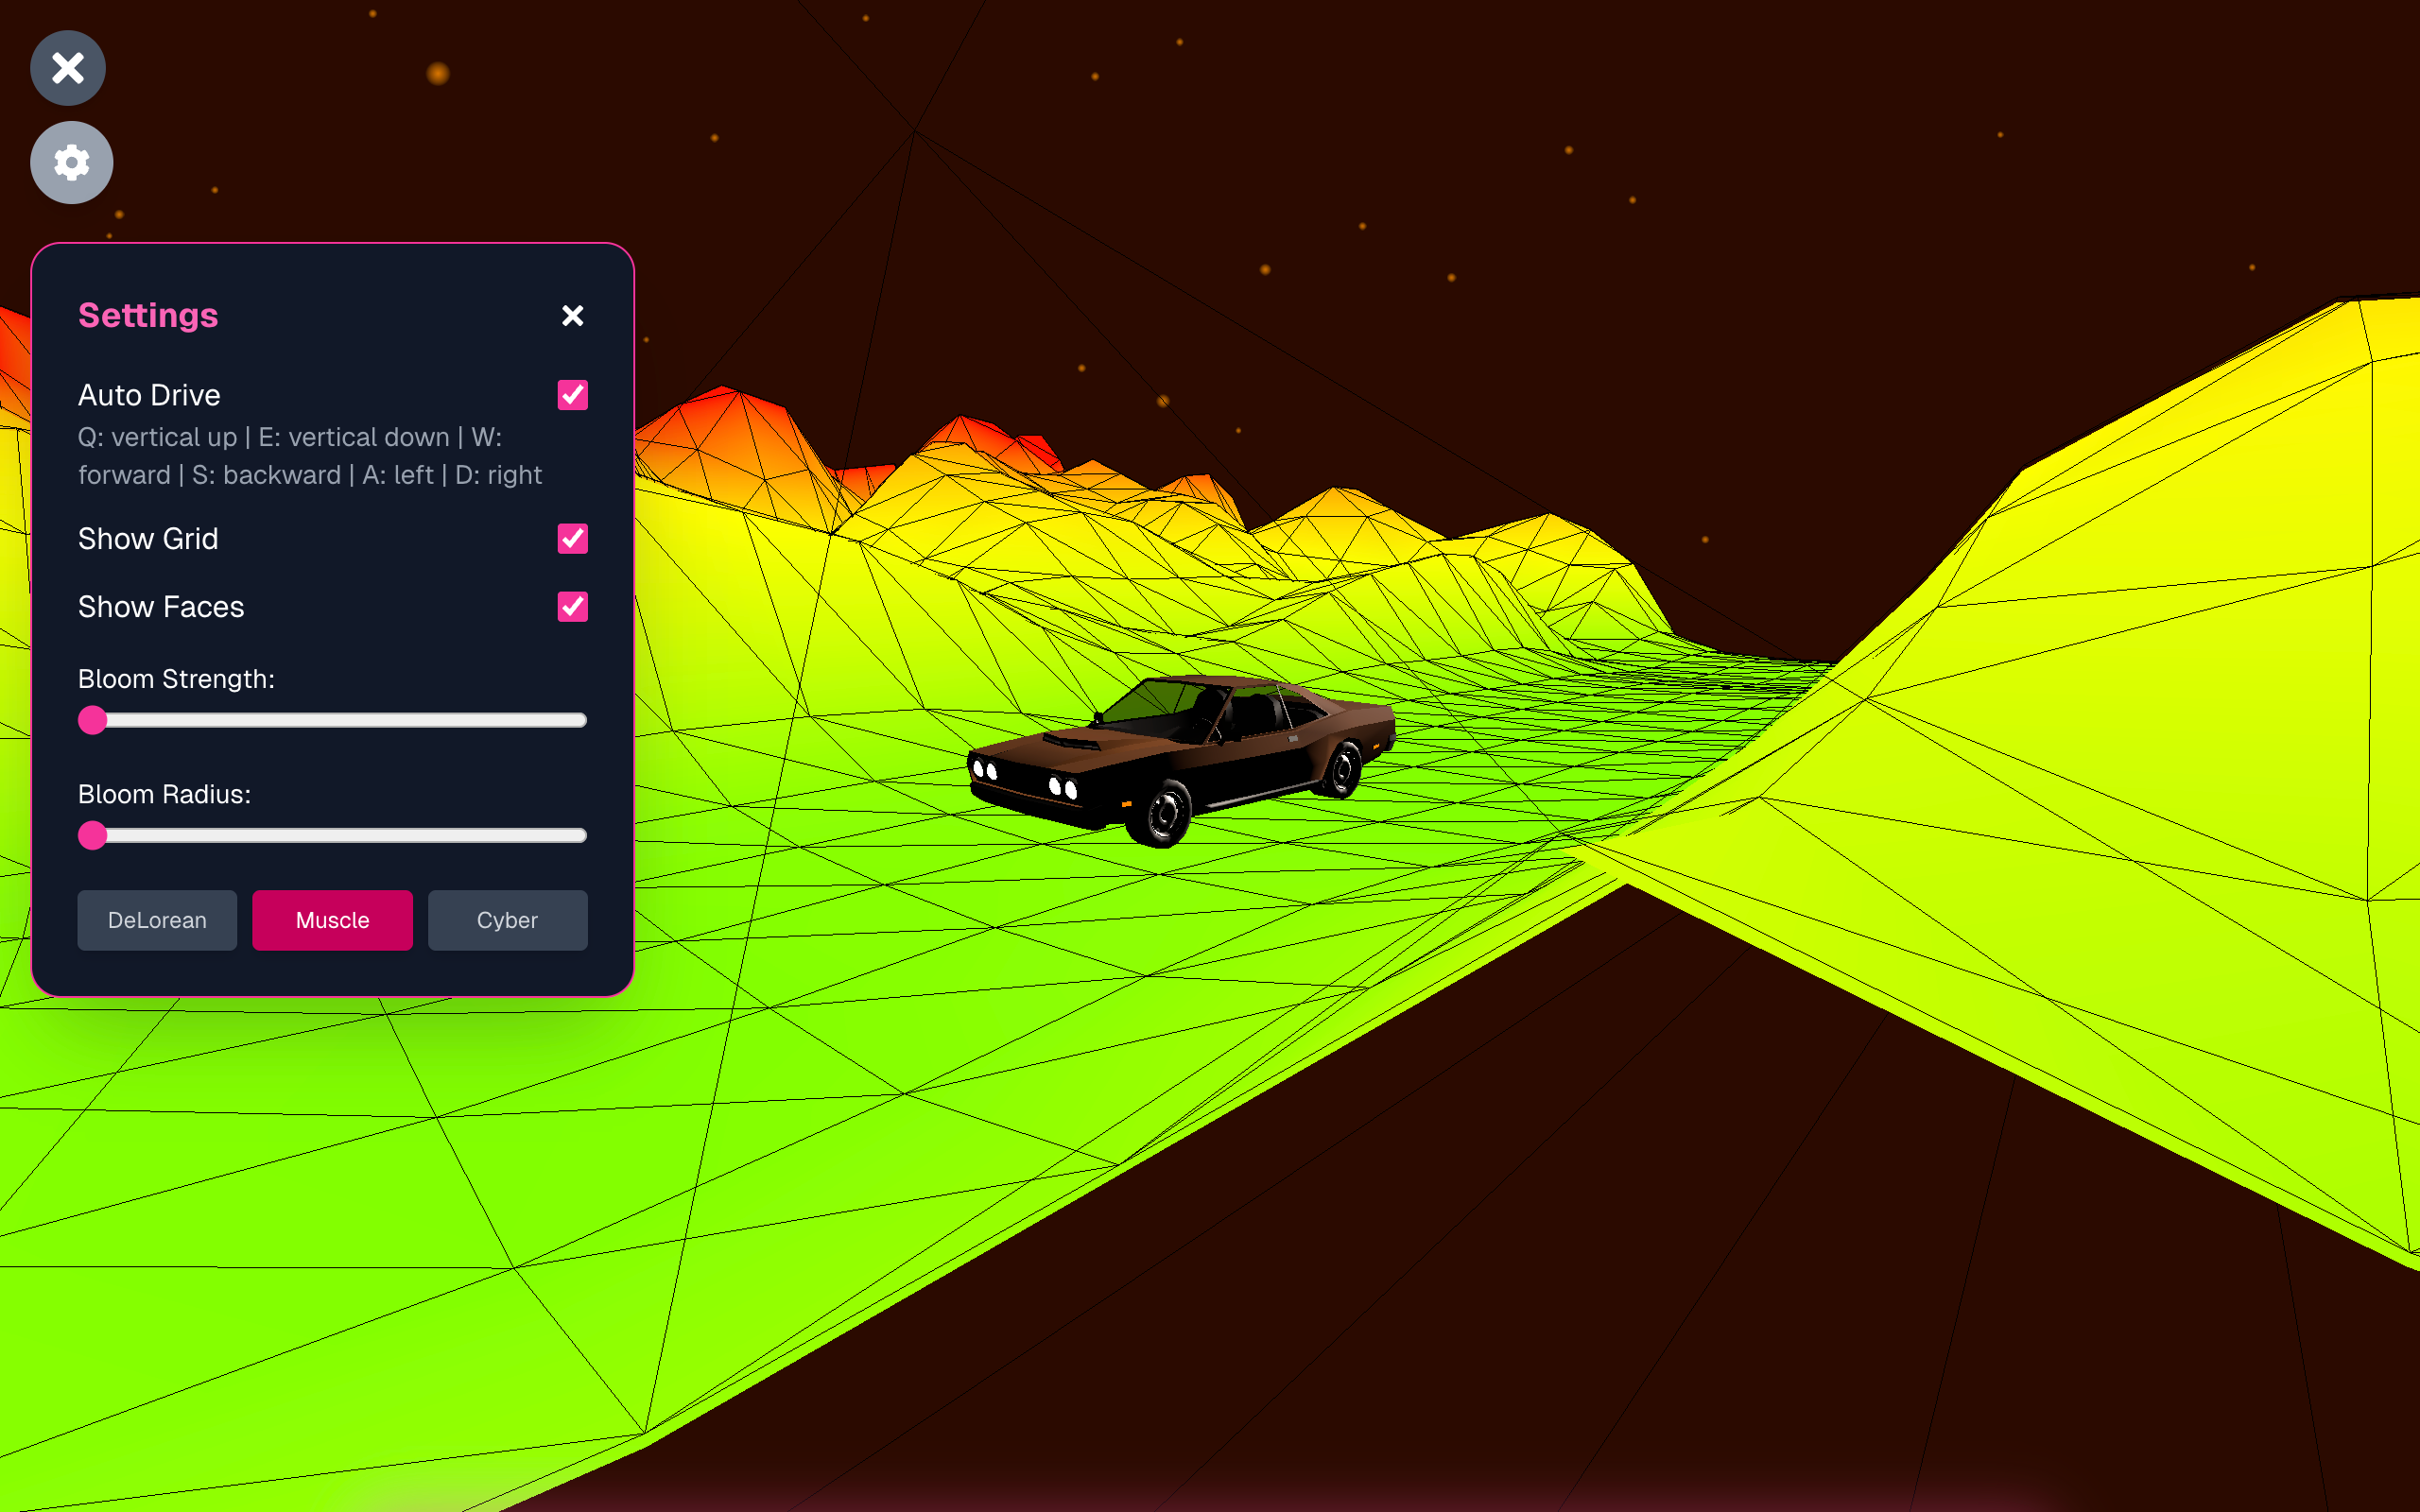 Settings
Auto Drive
Q: vertical up | E: vertical down | W:
forward | S: backward | A: left | D: right
Show Grid
Show Faces
Bloom Strength:
Bloom Radius:
DeLorean Muscle Cyber